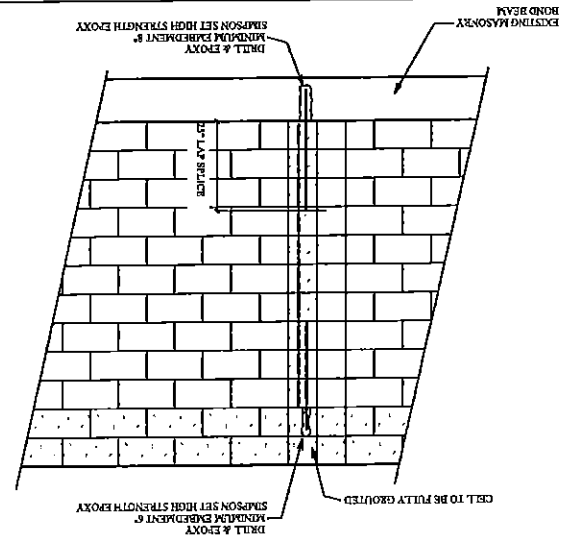 DRILL & EPOXY
MINIMUM EMBEDMENT 6"
SIMPSON SET HIGH STRENGTH EPOXY
CELL TO BE FULLY GROUTED
25" LAP SPLICE
DRILL & EPOXY
MINIMUM EMBEDMENT 8"
SIMPSON SET HIGH STRENGTH EPOXY
EXISTING MASONRY
BOND BEAM